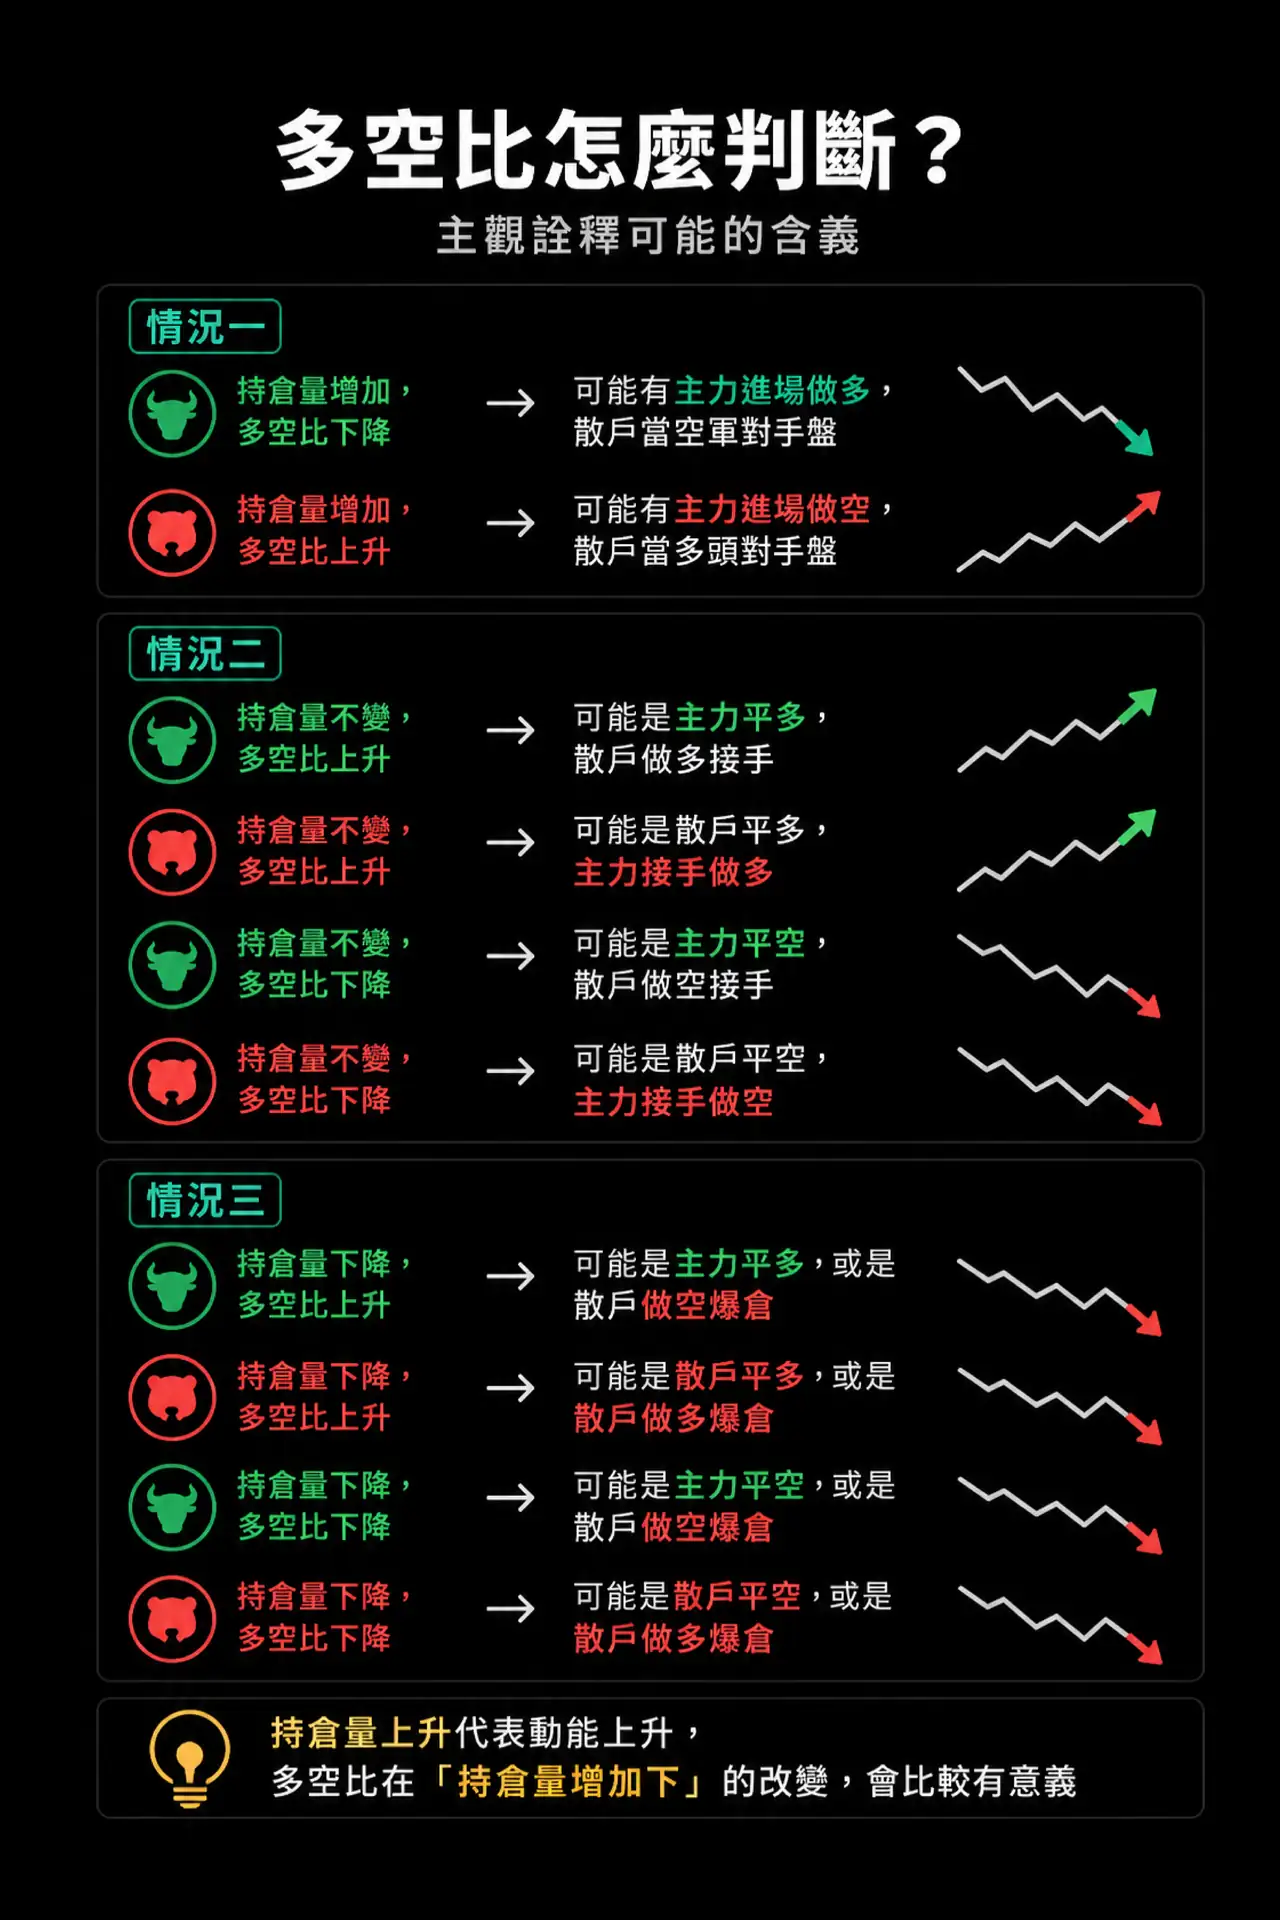 多空比怎麼判斷？
主觀詮釋可能的含義
情況一
持倉量增加，
多空比下降
→
可能有主力進場做多，
散戶當空軍對手盤
持倉量增加，
多空比上升
→
可能有主力進場做空，
散戶當多頭對手盤
情況二
持倉量不變，
多空比上升
→
可能是主力平多，
散戶做多接手
持倉量不變，
多空比上升
→
可能是散戶平多，
主力接手做多
持倉量不變，
多空比下降
→
可能是主力平空，
散戶做空接手
持倉量不變，
多空比下降
→
可能是散戶平空，
主力接手做空
情況三
持倉量下降，
多空比上升
→
可能是主力平多，或是
散戶做空爆倉
持倉量下降，
多空比上升
→
可能是散戶平多，或是
散戶做多爆倉
持倉量下降，
多空比下降
→
可能是主力平空，或是
散戶做空爆倉
持倉量下降，
多空比下降
→
可能是散戶平空，或是
散戶做多爆倉
持倉量上升代表動能上升，
多空比在「持倉量增加下」的改變，會比較有意義